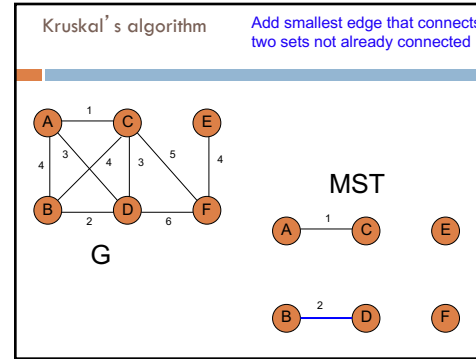 Kruskal's algorithm
Add smallest edge that connects
two sets not already connected
1
A C E
4 3 4 3 5 4
B D F
2 6
G
MST
1
A C E
2
B D F